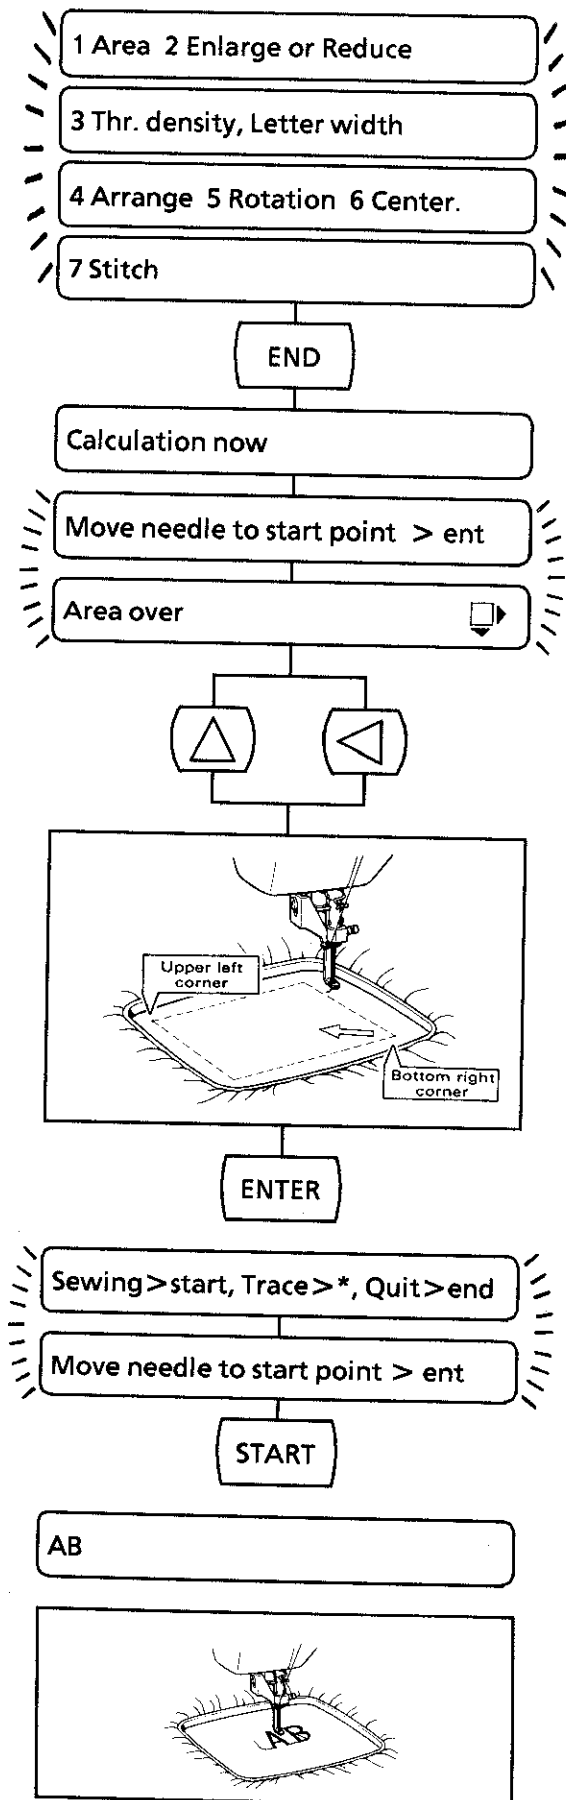 1 Area 2 Enlarge or Reduce
3 Thr. density, Letter width
4 Arrange 5 Rotation 6 Center.
7 Stitch
END
Calculation now
Move needle to start point > ent
Area over
Upper left
corner
Bottom right
corner
ENTER
Sewing>start, Trace>*, Quit>end
Move needle to start point > ent
START
AB
AB